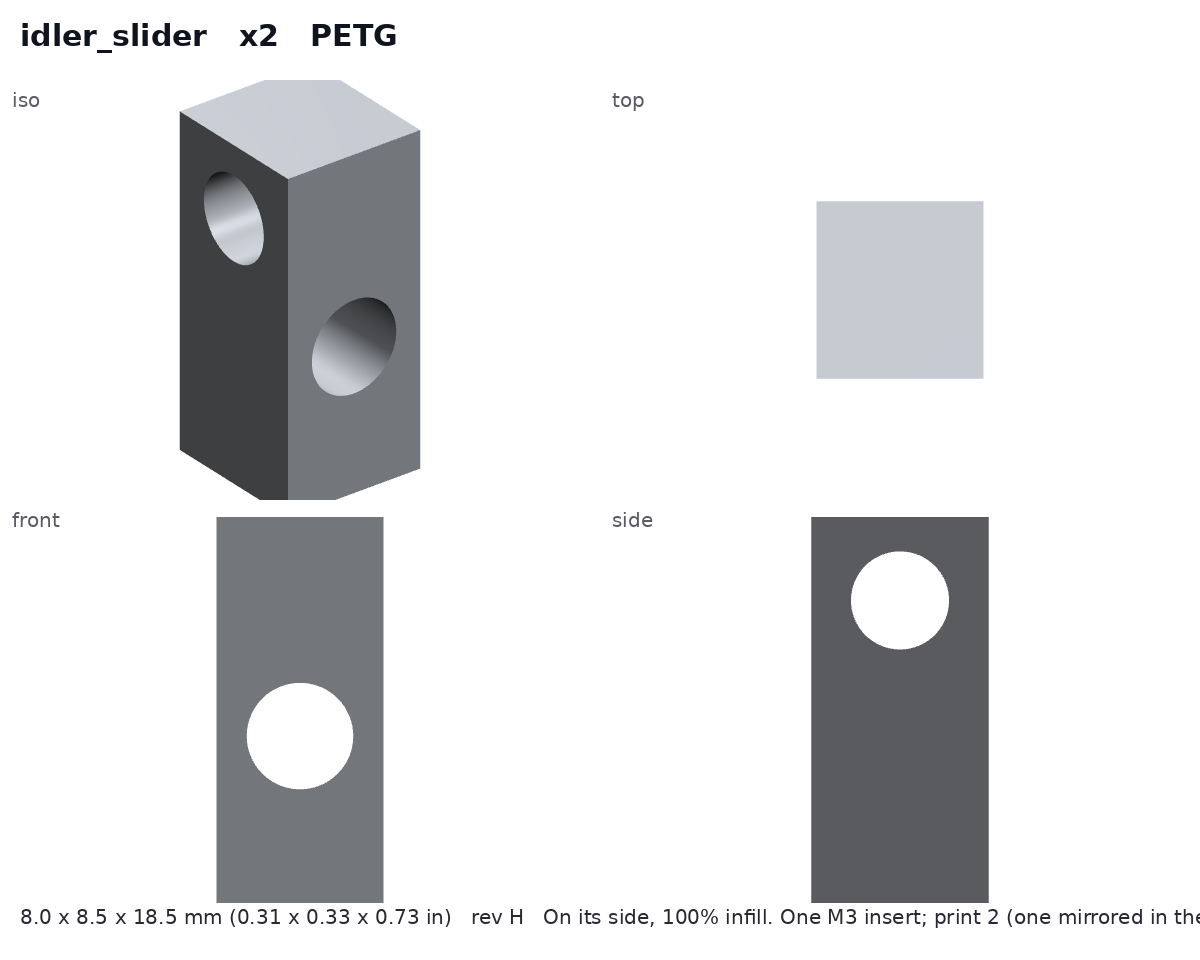 idler_slider x2 PETG
iso
top
front
side
8.0 x 8.5 x 18.5 mm (0.31 x 0.33 x 0.73 in) rev H On its side, 100% infill. One M3 insert; print 2 (one mirrored in the